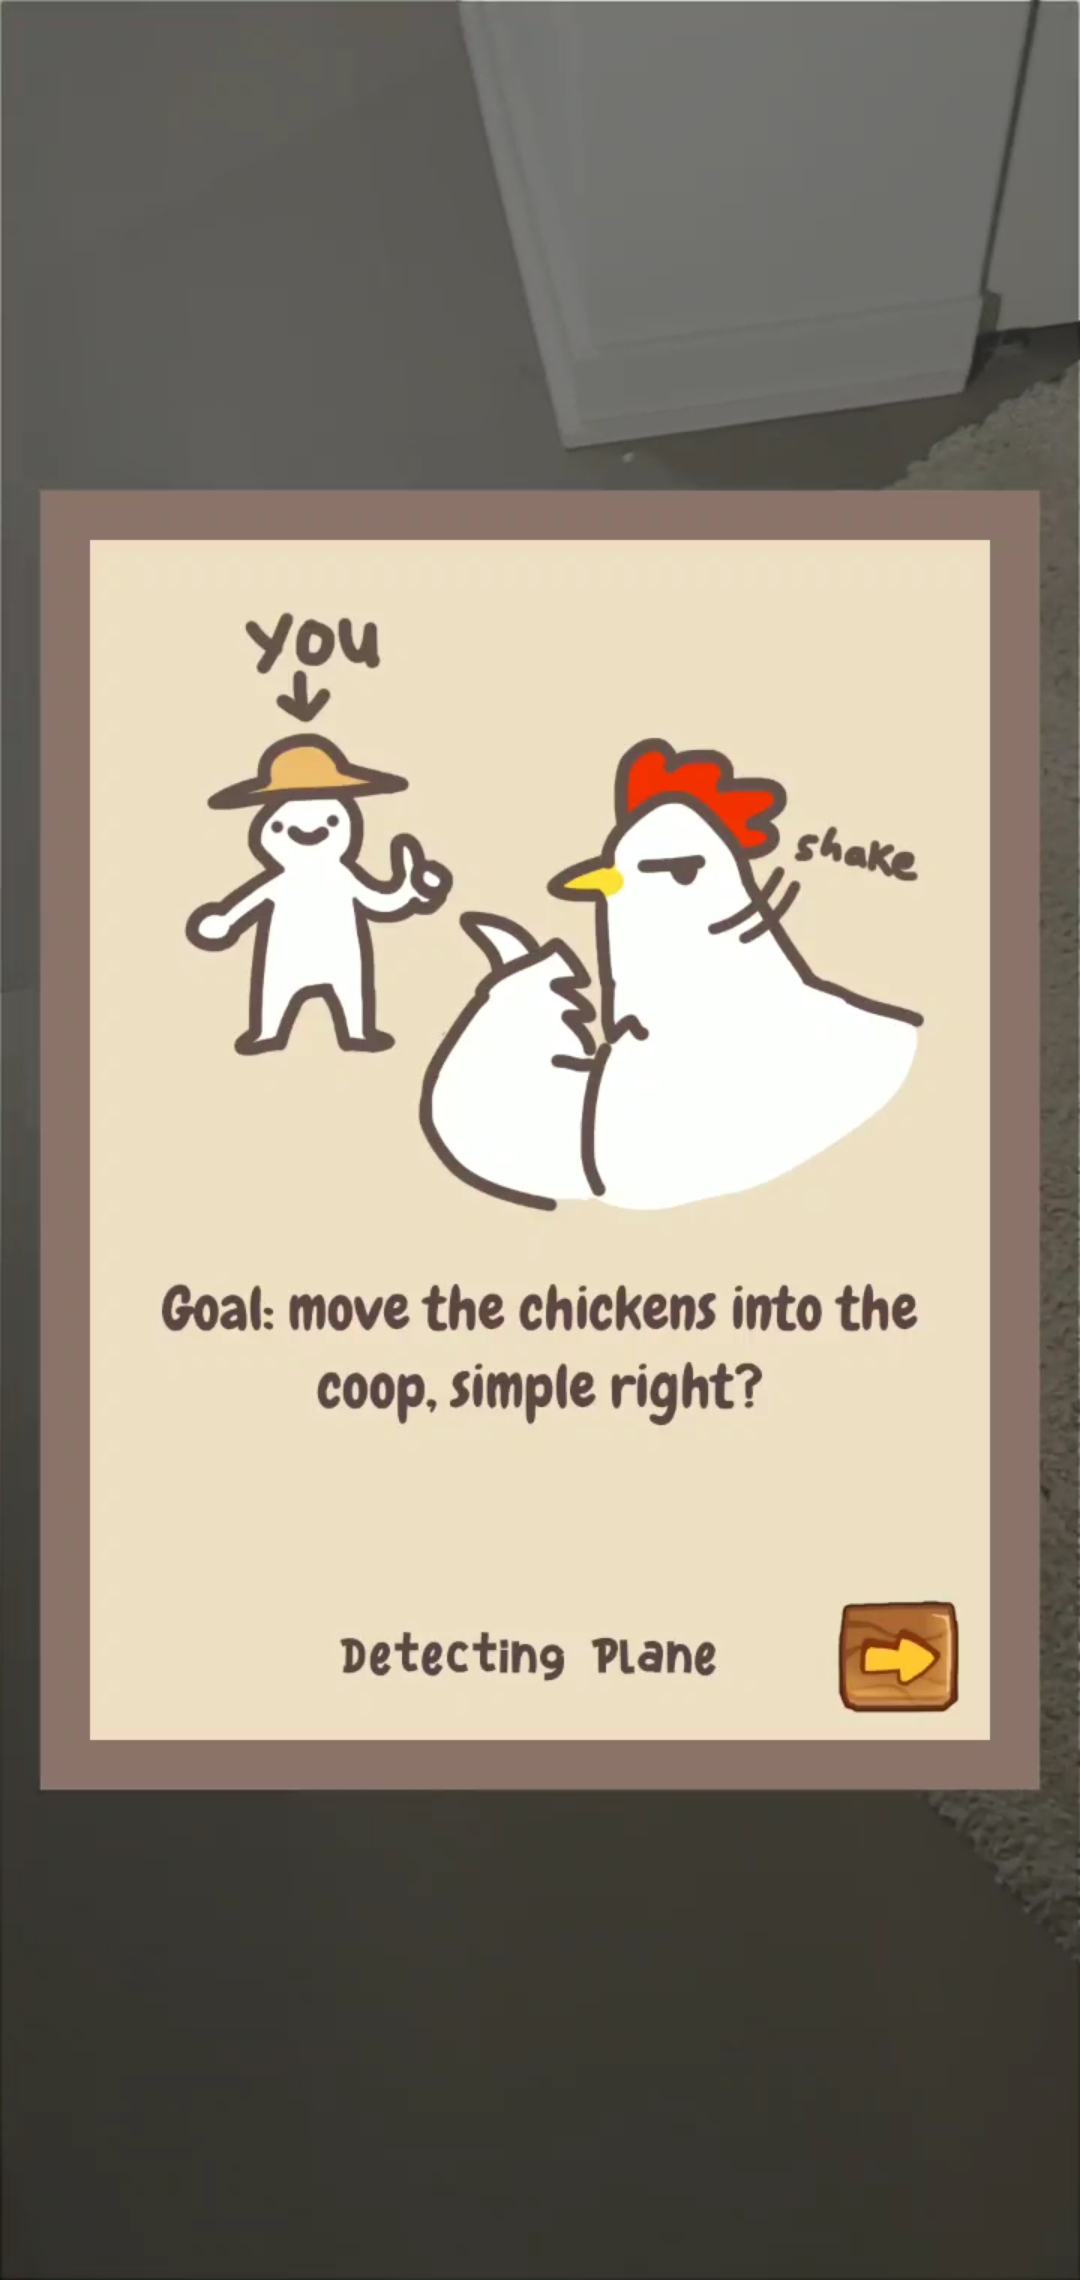 you
shake
Goal: move the chickens into the
coop, simple right?
Detecting Plane